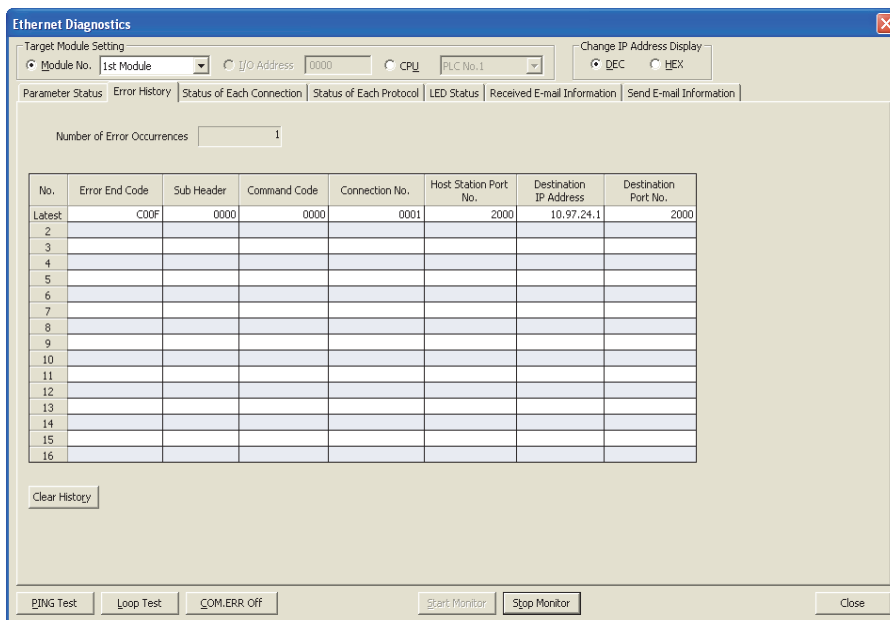 Ethernet Diagnostics
Target Module Setting
Module No. 1st Module I/O Address 0000 CPU PLC No.1
Change IP Address Display
DEC HEX
Parameter Status Error History Status of Each Connection Status of Each Protocol LED Status Received E-mail Information Send E-mail Information
Number of Error Occurrences 1
No. Error End Code Sub Header Command Code Connection No. Host Station Port No. Destination IP Address Destination Port No.
Latest C00F 0000 0000 0001 2000 10.97.24.1 2000
2
3
4
5
6
7
8
9
10
11
12
13
14
15
16
Clear History
PING Test Loop Test COM.ERR Off Start Monitor Stop Monitor Close